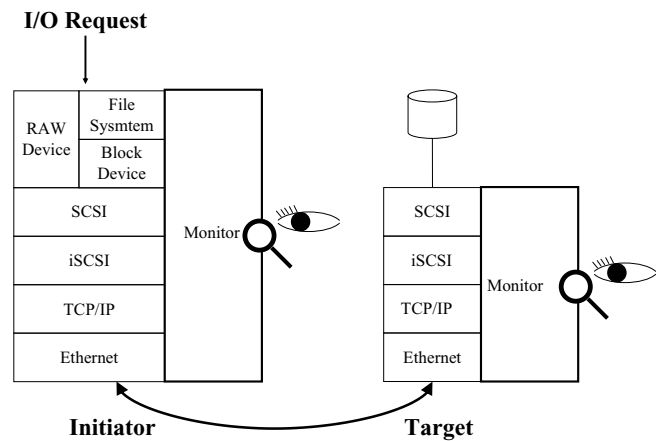 I/O Request
RAW
Device
File
Sysmtem
Block
Device
SCSI
iSCSI
TCP/IP
Ethernet
Monitor
Initiator
SCSI
iSCSI
TCP/IP
Ethernet
Monitor
Target